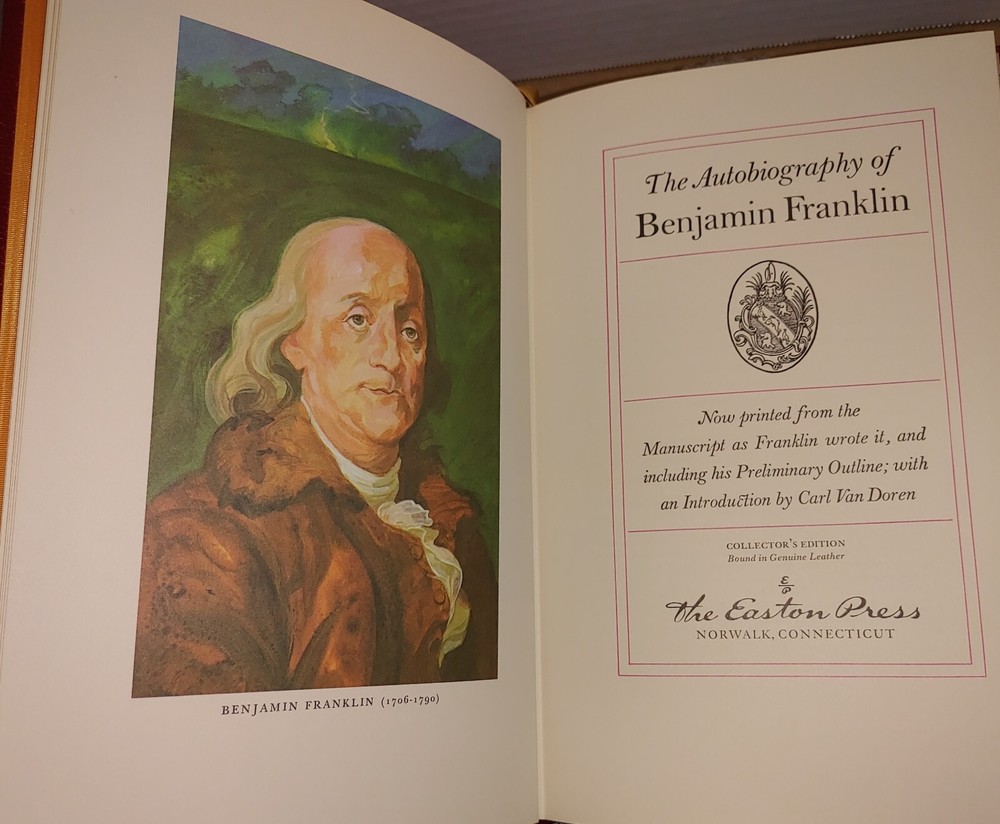 BENJAMIN FRANKLIN (1706-1790)
The Autobiography of
Benjamin Franklin
Now printed from the
Manuscript as Franklin wrote it, and
including his Preliminary Outline; with
an Introduction by Carl Van Doren
COLLECTOR'S EDITION
Bound in Genuine Leather
The Easton Press
NORWALK, CONNECTICUT